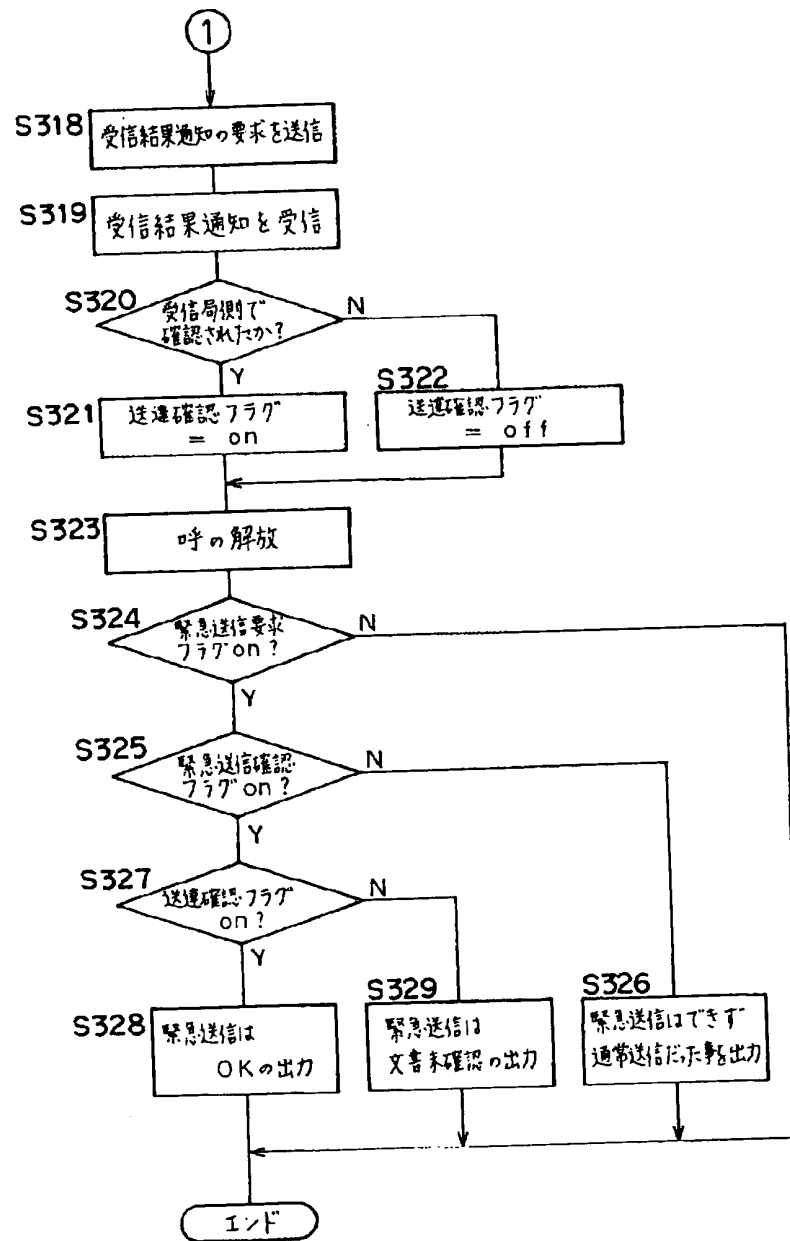 1
S318
受信結果通知の要求を送信
S319
受信結果通知を受信
S320
受信局側で
確認されたか?
N
Y
S321
送達確認フラグ
= on
S322
送達確認フラグ
= off
S323
呼の解放
S324
緊急送信要求
フラグon?
N
Y
S325
緊急送信確認
フラグon?
N
Y
S327
送達確認フラグ
on?
N
Y
S328
緊急送信は
OKの出力
S329
緊急送信は
文書未確認の出力
S326
緊急送信はできず
通常送信だった事を出力
エンド